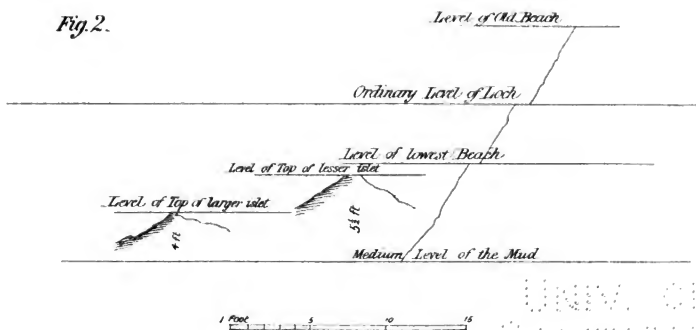 Fig. 2.
Level of Old Beach
Ordinary Level of Loch
Level of lowest Beach
Level of Top of lesser islet
Level of Top of larger islet
4 ft
5½ ft
Medium Level of the Mud
1 Foot 5 10 15
UNIV. OF